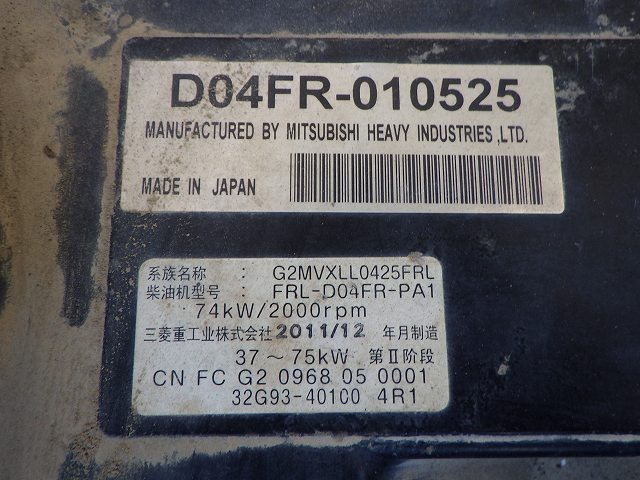 D04FR-010525
MANUFACTURED BY MITSUBISHI HEAVY INDUSTRIES,LTD.
MADE IN JAPAN
系族名称 : G2MVXLL0425FRL
柴油机型号 : FRL-D04FR-PA1
74kW/2000rpm
三菱重工业株式会社 2011/12 年月制造
37～75kW 第Ⅱ阶段
CN FC G2 0968 05 0001
32G93-40100 4R1